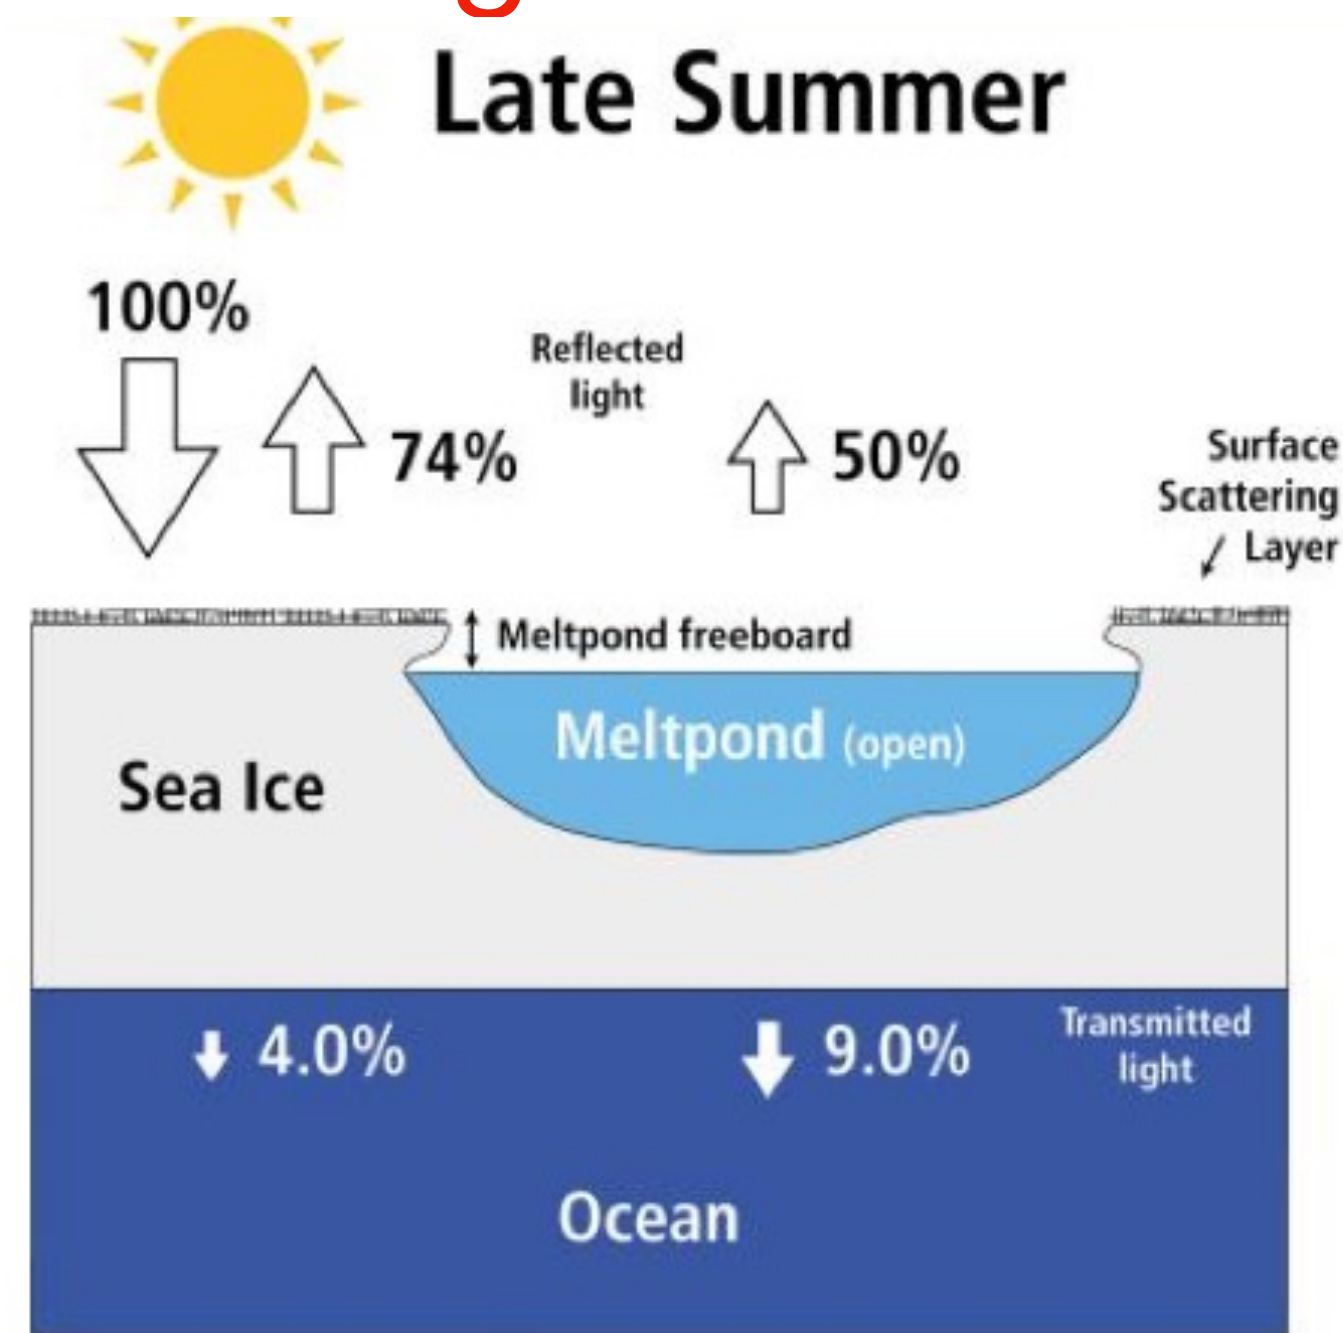 Late Summer
100%
Reflected
light
74%
50%
Surface
Scattering
Layer
Meltpond freeboard
Meltpond (open)
Sea Ice
4.0%
9.0%
Transmitted
light
Ocean